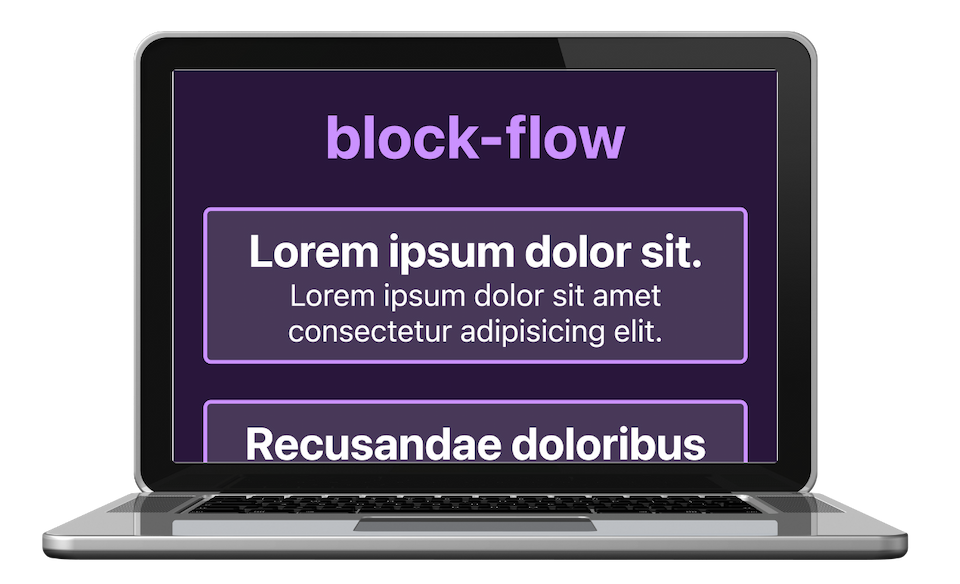 block-flow
Lorem ipsum dolor sit.
Lorem ipsum dolor sit amet
consectetur adipisicing elit.
Recusandae doloribus